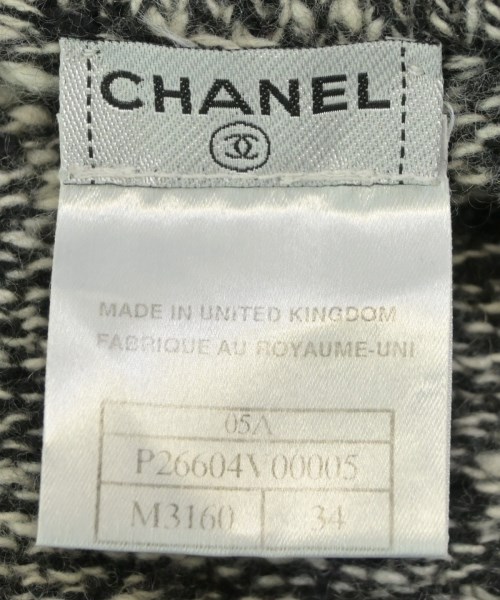 CHANEL
MADE IN UNITED KINGDOM
FABRIQUE AU ROYAUME-UNI
05A
P26604V00005
M3160 34